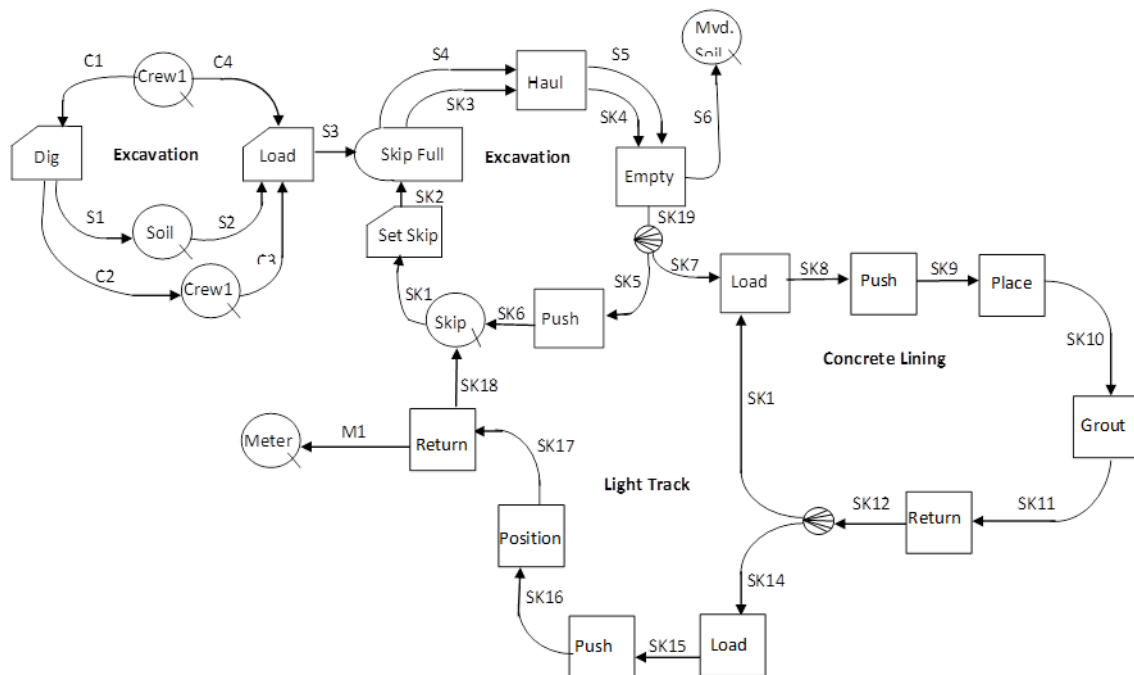 Mvd.
Soil
S4
S5
C1
C4
Crew1
Haul
SK3
SK4
S6
Dig
Excavation
Load
S3
Skip Full
Excavation
Empty
SK2
SK19
S1
Soil
S2
Set Skip
C2
Crew1
C3
SK1
SK5
SK7
Load
SK8
Push
SK9
Place
Skip
SK6
Push
SK10
Concrete Lining
SK18
SK1
Meter
M1
Return
SK17
Grout
Light Track
SK12
SK11
Position
Return
SK14
SK16
Push
SK15
Load